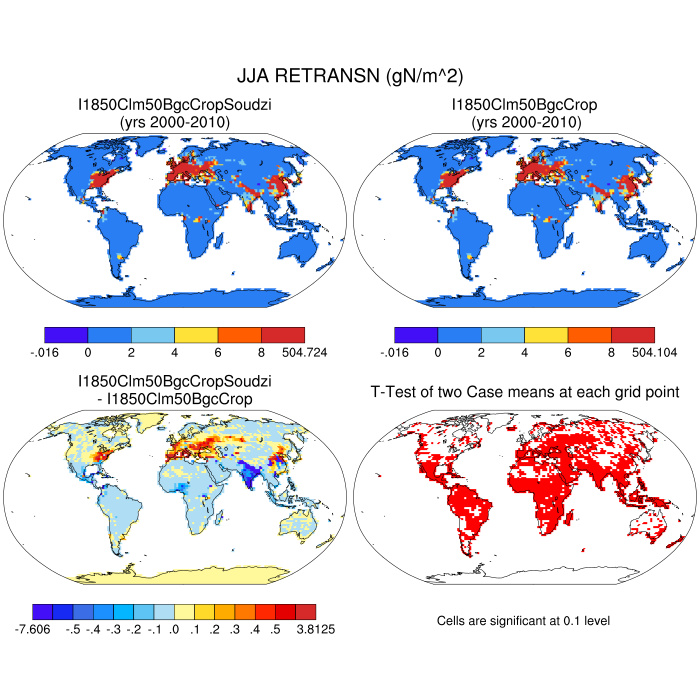 JJA RETRANSN (gN/m^2)
I1850Clm50BgcCropSoudzi
(yrs 2000-2010)
I1850Clm50BgcCrop
(yrs 2000-2010)
-.016 0 2 4 6 8 504.724
-.016 0 2 4 6 8 504.104
I1850Clm50BgcCropSoudzi
- I1850Clm50BgcCrop
T-Test of two Case means at each grid point
-7.606 -.5 -.4 -.3 -.2 -.1 .0 .1 .2 .3 .4 .5 3.8125
Cells are significant at 0.1 level